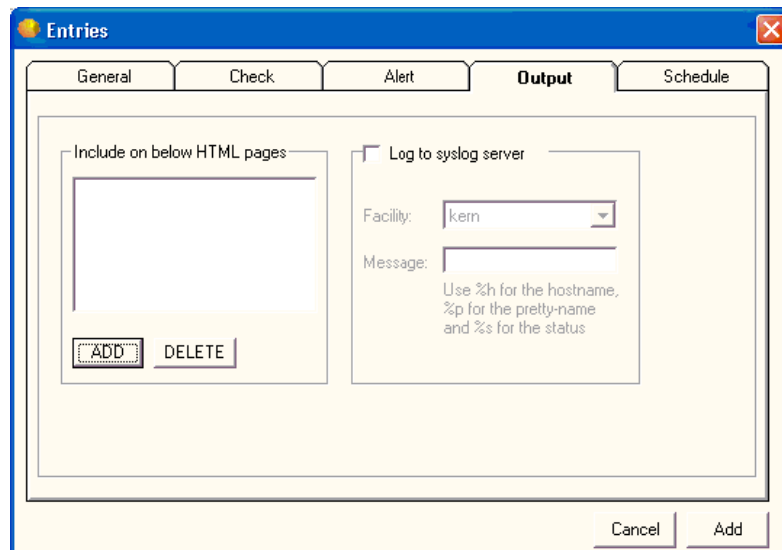 Entries
General
Check
Alert
Output
Schedule
Include on below HTML pages
ADD
DELETE
Log to syslog server
Facility:
kern
Message:
Use %h for the hostname,
%p for the pretty-name
and %s for the status
Cancel
Add